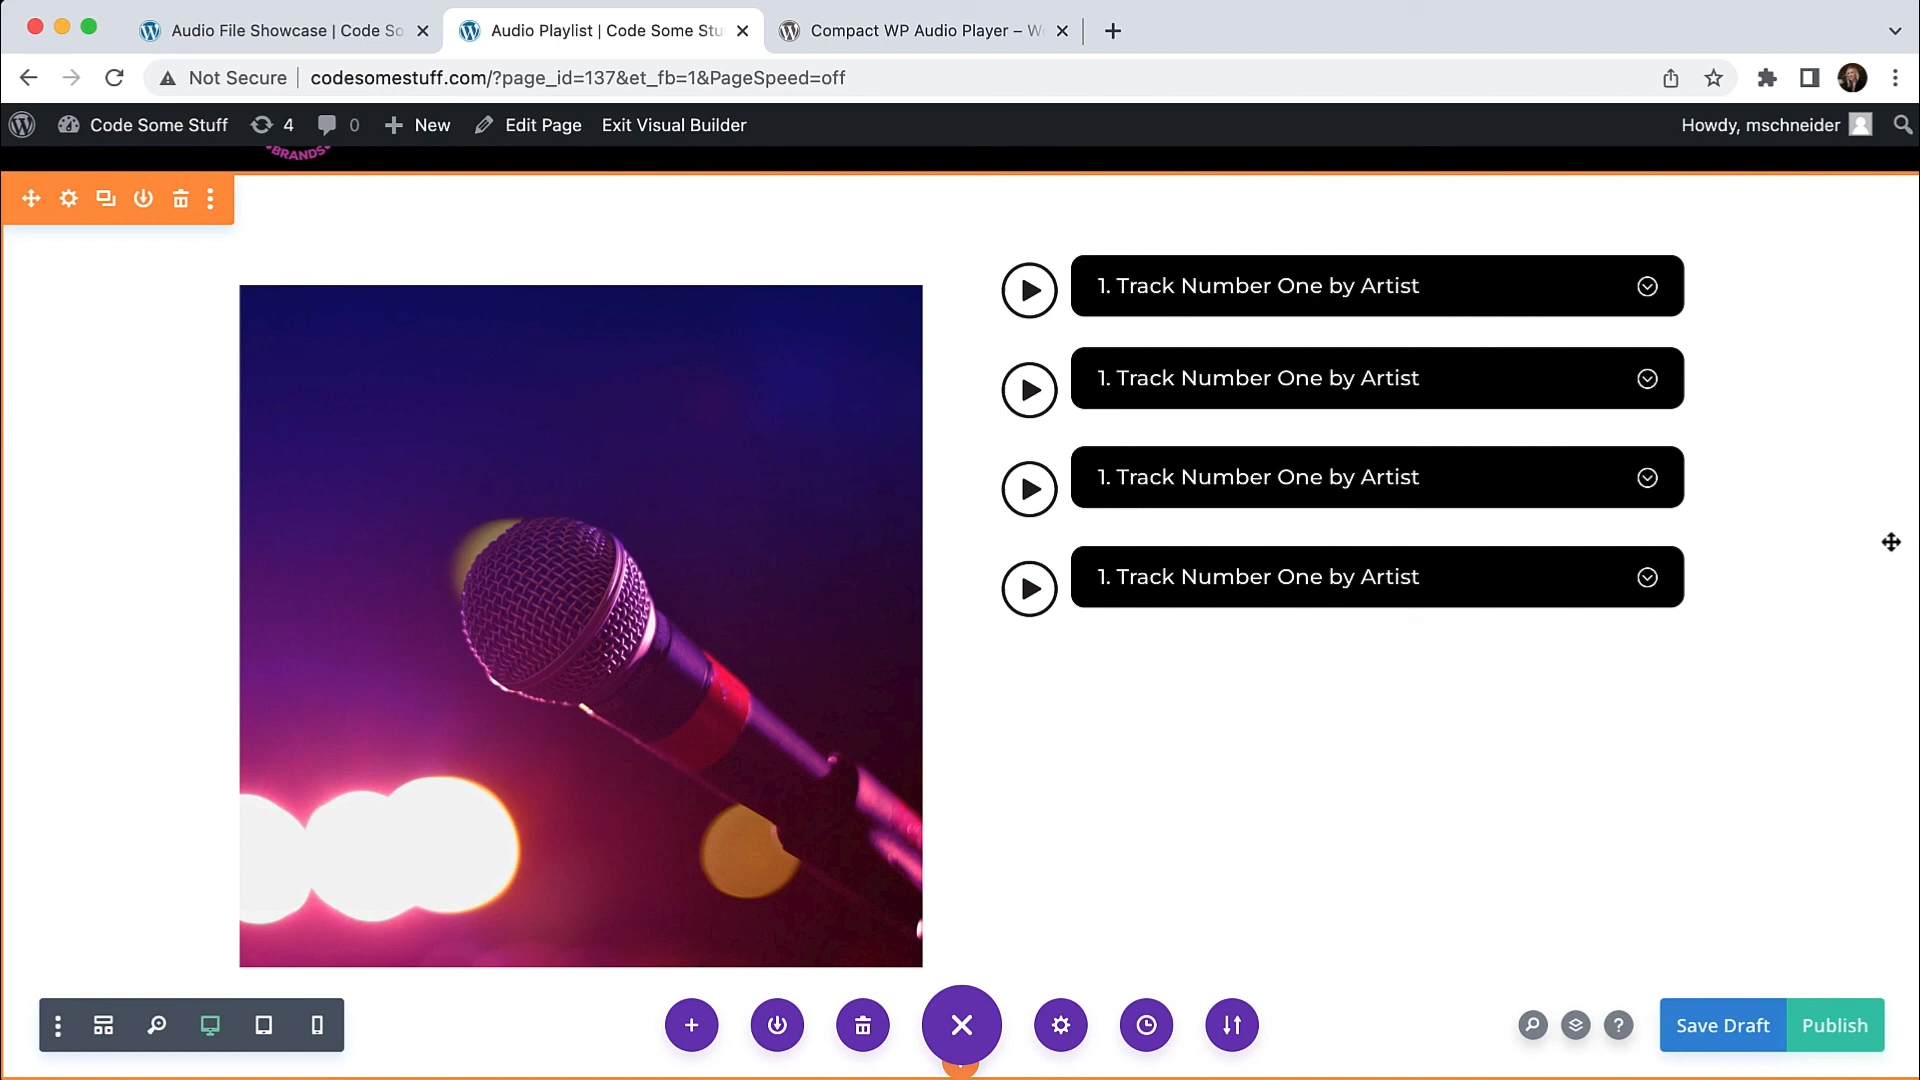 Audio File Showcase | Code So
Audio Playlist | Code Some Stu
Compact WP Audio Player – W
Not Secure
codesomestuff.com/?page_id=137&et_fb=1&PageSpeed=off
Code Some Stuff
4
0
New
Edit Page
Exit Visual Builder
Howdy, mschneider
BRANDS
1. Track Number One by Artist
1. Track Number One by Artist
1. Track Number One by Artist
1. Track Number One by Artist
Save Draft
Publish